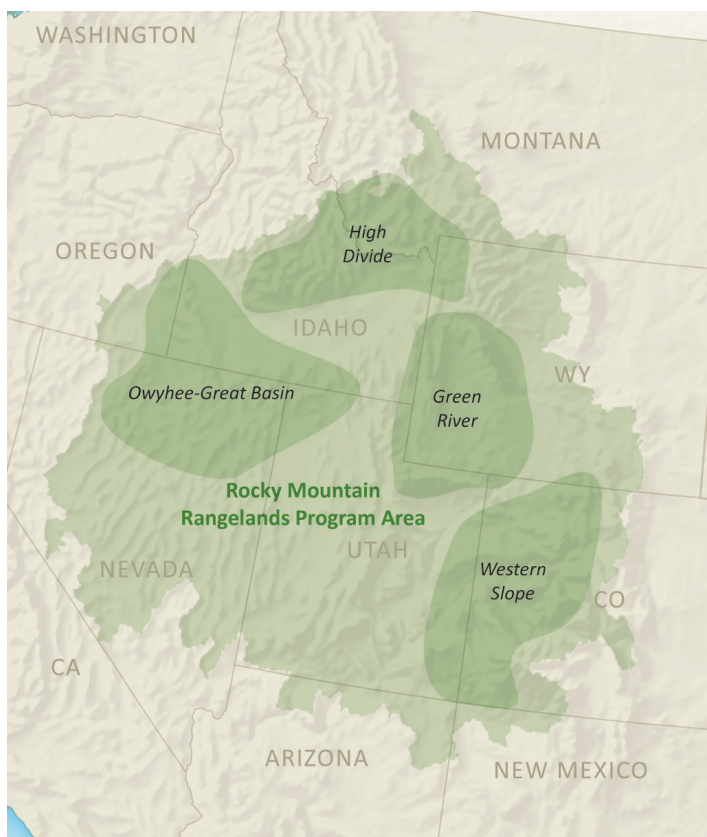 WASHINGTON
MONTANA
OREGON
High
Divide
IDAHO
WY
Owyhee-Great Basin
Green
River
Rocky Mountain
Rangelands Program Area
UTAH
NEVADA
Western
Slope
CO
CA
ARIZONA
NEW MEXICO